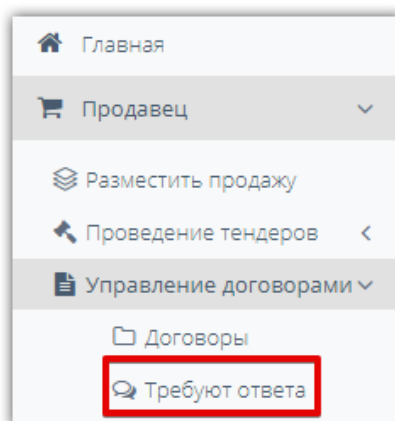 Главная
Продавец
Разместить продажу
Проведение тендеров
Управление договорами
Договоры
Требуют ответа